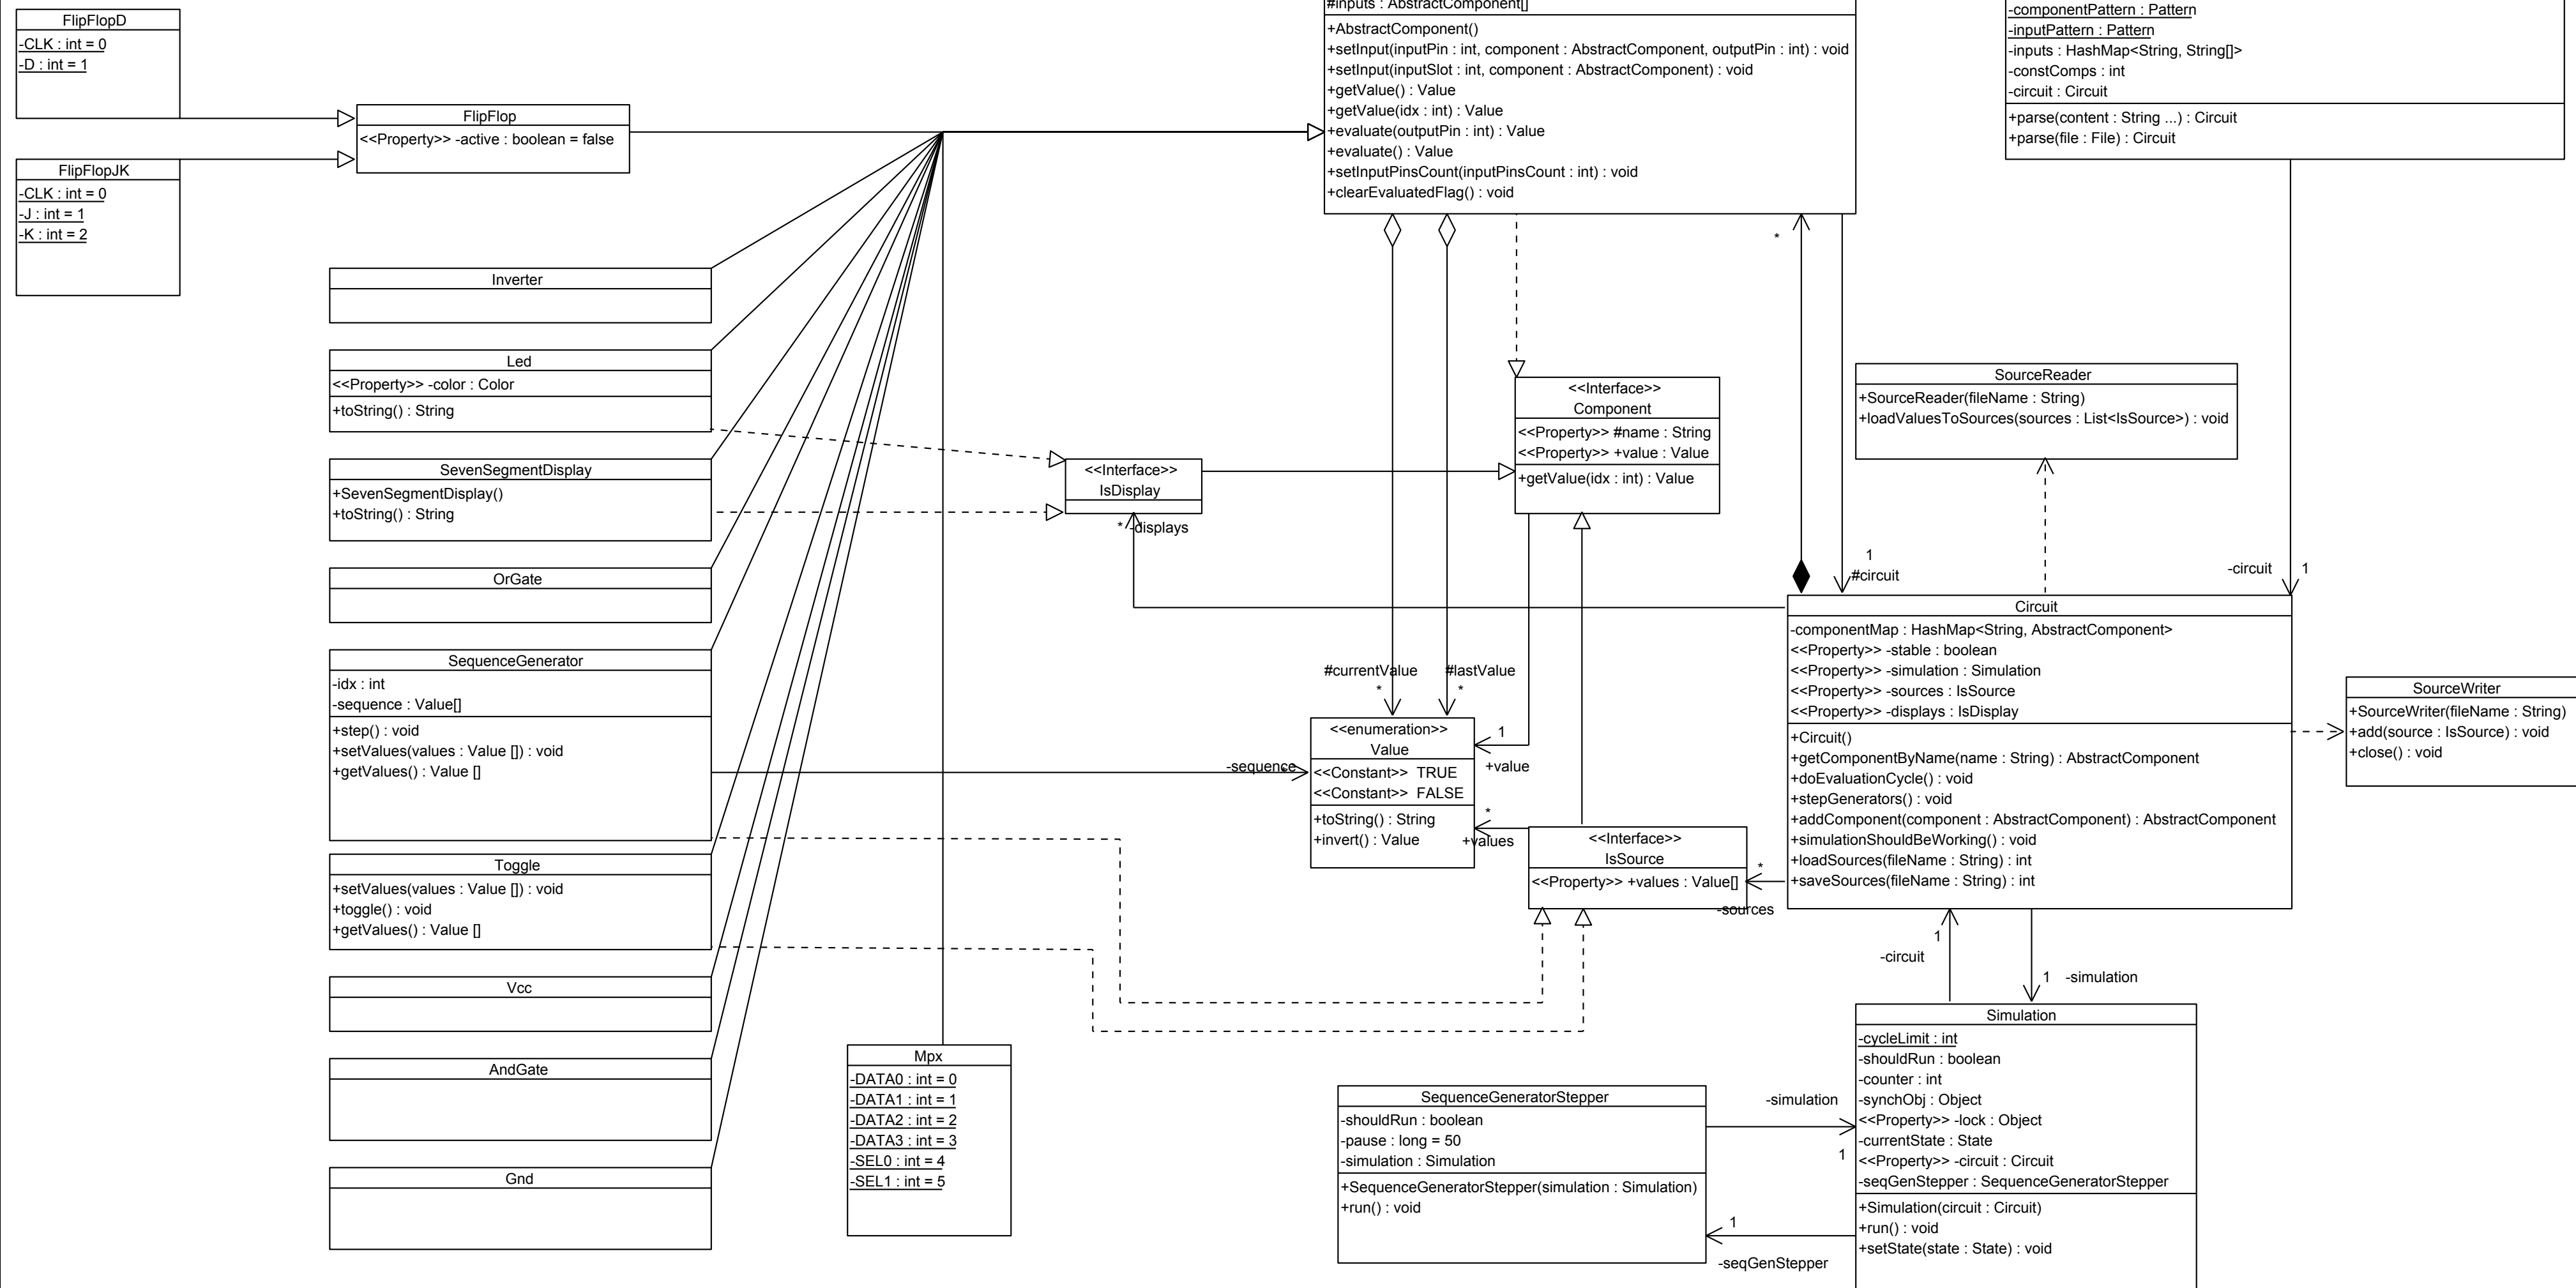 FlipFlopD
-CLK : int = 0
-D : int = 1
FlipFlopJK
-CLK : int = 0
-J : int = 1
-K : int = 2
FlipFlop
<<Property>> -active : boolean = false
Inverter
Led
<<Property>> -color : Color
+toString() : String
SevenSegmentDisplay
+SevenSegmentDisplay()
+toString() : String
OrGate
SequenceGenerator
-idx : int
-sequence : Value[]
+step() : void
+setValues(values : Value []) : void
+getValues() : Value []
Toggle
+setValues(values : Value []) : void
+toggle() : void
+getValues() : Value []
Vcc
AndGate
Gnd
Mpx
-DATA0 : int = 0
-DATA1 : int = 1
-DATA2 : int = 2
-DATA3 : int = 3
-SEL0 : int = 4
-SEL1 : int = 5
#inputs : AbstractComponent[]
+AbstractComponent()
+setInput(inputPin : int, component : AbstractComponent, outputPin : int) : void
+setInput(inputSlot : int, component : AbstractComponent) : void
+getValue() : Value
+getValue(idx : int) : Value
+evaluate(outputPin : int) : Value
+evaluate() : Value
+setInputPinsCount(inputPinsCount : int) : void
+clearEvaluatedFlag() : void
-componentPattern : Pattern
-inputPattern : Pattern
-inputs : HashMap<String, String[]>
-constComps : int
-circuit : Circuit
+parse(content : String ...) : Circuit
+parse(file : File) : Circuit
*
<<Interface>>
Component
<<Property>> #name : String
<<Property>> +value : Value
+getValue(idx : int) : Value
<<Interface>>
IsDisplay
* -displays
SourceReader
+SourceReader(fileName : String)
+loadValuesToSources(sources : List<IsSource>) : void
1
#circuit
-circuit 1
Circuit
-componentMap : HashMap<String, AbstractComponent>
<<Property>> -stable : boolean
<<Property>> -simulation : Simulation
<<Property>> -sources : IsSource
<<Property>> -displays : IsDisplay
+Circuit()
+getComponentByName(name : String) : AbstractComponent
+doEvaluationCycle() : void
+stepGenerators() : void
+addComponent(component : AbstractComponent) : AbstractComponent
+simulationShouldBeWorking() : void
+loadSources(fileName : String) : int
+saveSources(fileName : String) : int
SourceWriter
+SourceWriter(fileName : String)
+add(source : IsSource) : void
+close() : void
#currentValue #lastValue
* *
<<enumeration>>
Value
<<Constant>> TRUE
<<Constant>> FALSE
+toString() : String
+invert() : Value
-sequence
1
+value
*
+values
<<Interface>>
IsSource
<<Property>> +values : Value[]
*
-sources
1
-circuit
1 -simulation
Simulation
-cycleLimit : int
-shouldRun : boolean
-counter : int
-synchObj : Object
<<Property>> -lock : Object
-currentState : State
<<Property>> -circuit : Circuit
-seqGenStepper : SequenceGeneratorStepper
+Simulation(circuit : Circuit)
+run() : void
+setState(state : State) : void
SequenceGeneratorStepper
-shouldRun : boolean
-pause : long = 50
-simulation : Simulation
+SequenceGeneratorStepper(simulation : Simulation)
+run() : void
-simulation
1
1
-seqGenStepper